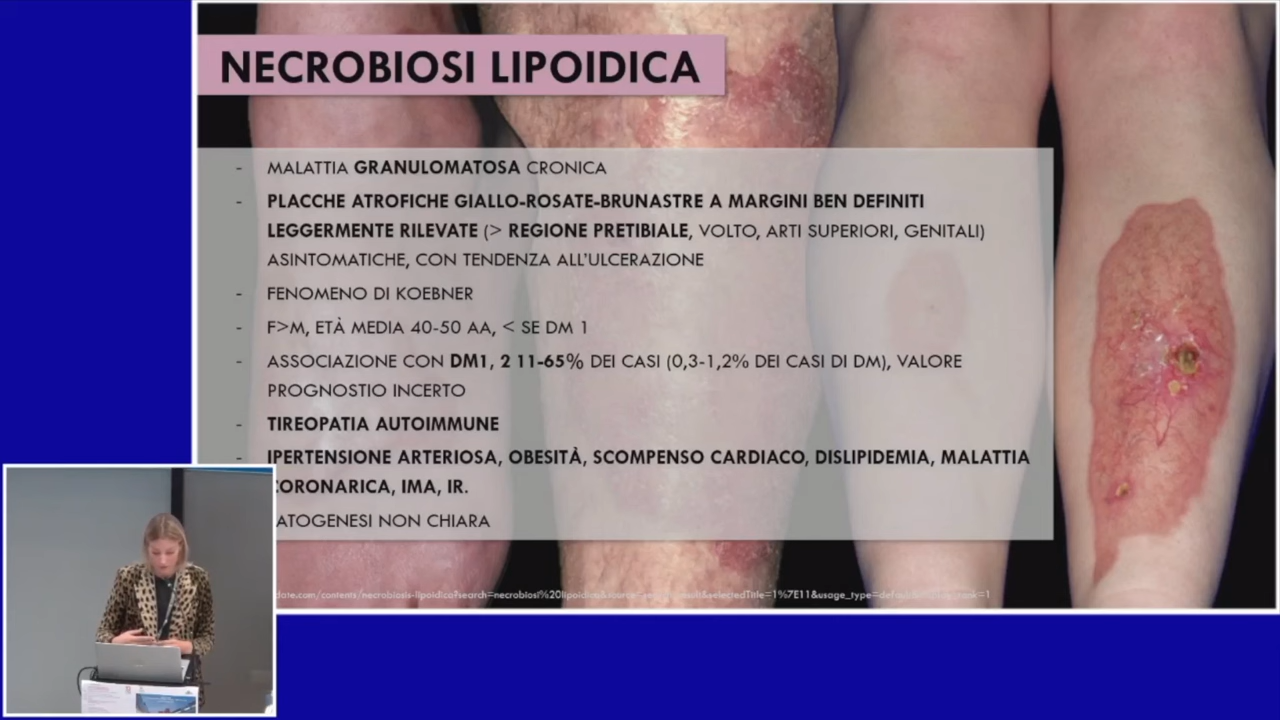 NECROBIOSI LIPOIDICA
- MALATTIA GRANULOMATOSA CRONICA
- PLACCHE ATROFICHE GIALLO-ROSATE-BRUNASTRE A MARGINI BEN DEFINITI
LEGGERMENTE RILEVATE (> REGIONE PRETIBIALE, VOLTO, ARTI SUPERIORI, GENITALI)
ASINTOMATICHE, CON TENDENZA ALL'ULCERAZIONE
- FENOMENO DI KOEBNER
- F>M, ETÀ MEDIA 40-50 AA, < SE DM 1
- ASSOCIAZIONE CON DM1, 2 11-65% DEI CASI (0,3-1,2% DEI CASI DI DM), VALORE
PROGNOSTIO INCERTO
- TIREOPATIA AUTOIMMUNE
- IPERTENSIONE ARTERIOSA, OBESITÀ, SCOMPENSO CARDIACO, DISLIPIDEMIA, MALATTIA
CORONARICA, IMA, IR.
ATOGENESI NON CHIARA